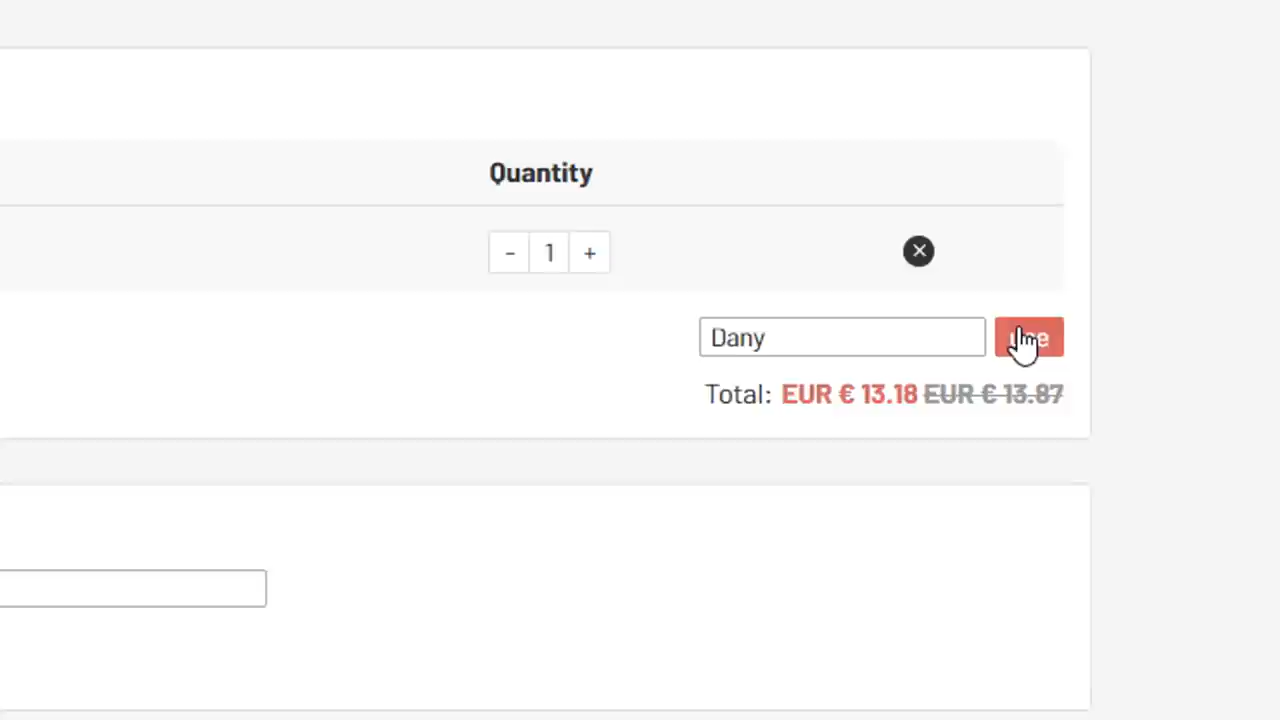 Quantity
- 1 +
Dany
Total: EUR € 13.18 EUR € 13.87